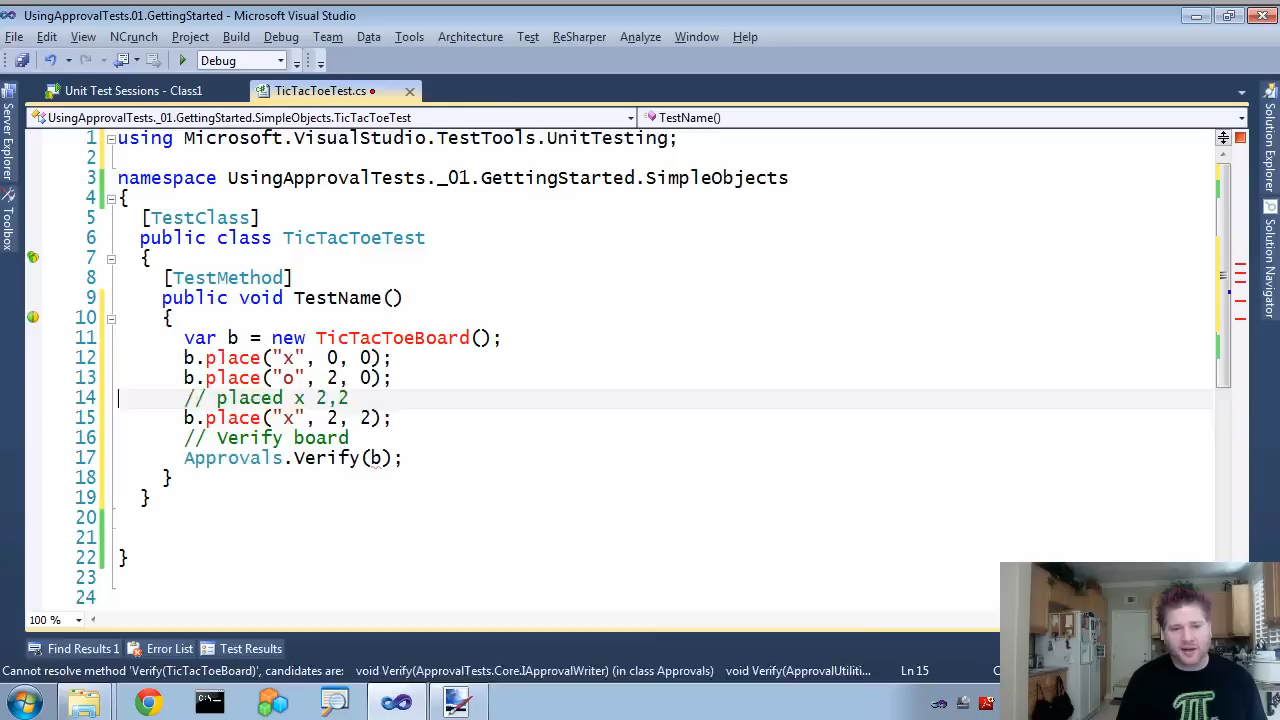 UsingApprovalTests.01.GettingStarted - Microsoft Visual Studio
File Edit View NCrunch Project Build Debug Team Data Tools Architecture Test ReSharper Analyze Window Help
Debug
Unit Test Sessions - Class1 TicTacToeTest.cs
UsingApprovalTests._01.GettingStarted.SimpleObjects.TicTacToeTest TestName()
Server Explorer
Toolbox
Solution Explorer
Solution Navigator
1 using Microsoft.VisualStudio.TestTools.UnitTesting;
2
3 namespace UsingApprovalTests._01.GettingStarted.SimpleObjects
4 {
5 [TestClass]
6 public class TicTacToeTest
7 {
8 [TestMethod]
9 public void TestName()
10 {
11 var b = new TicTacToeBoard();
12 b.place("x", 0, 0);
13 b.place("o", 2, 0);
14 // placed x 2,2
15 b.place("x", 2, 2);
16 // Verify board
17 Approvals.Verify(b);
18 }
19 }
20
21
22 }
23
24
100 %
Find Results 1 Error List Test Results
Cannot resolve method 'Verify(TicTacToeBoard)', candidates are: void Verify(ApprovalTests.Core.IApprovalWriter) (in class Approvals) void Verify(ApprovalUtiliti... Ln 15 C